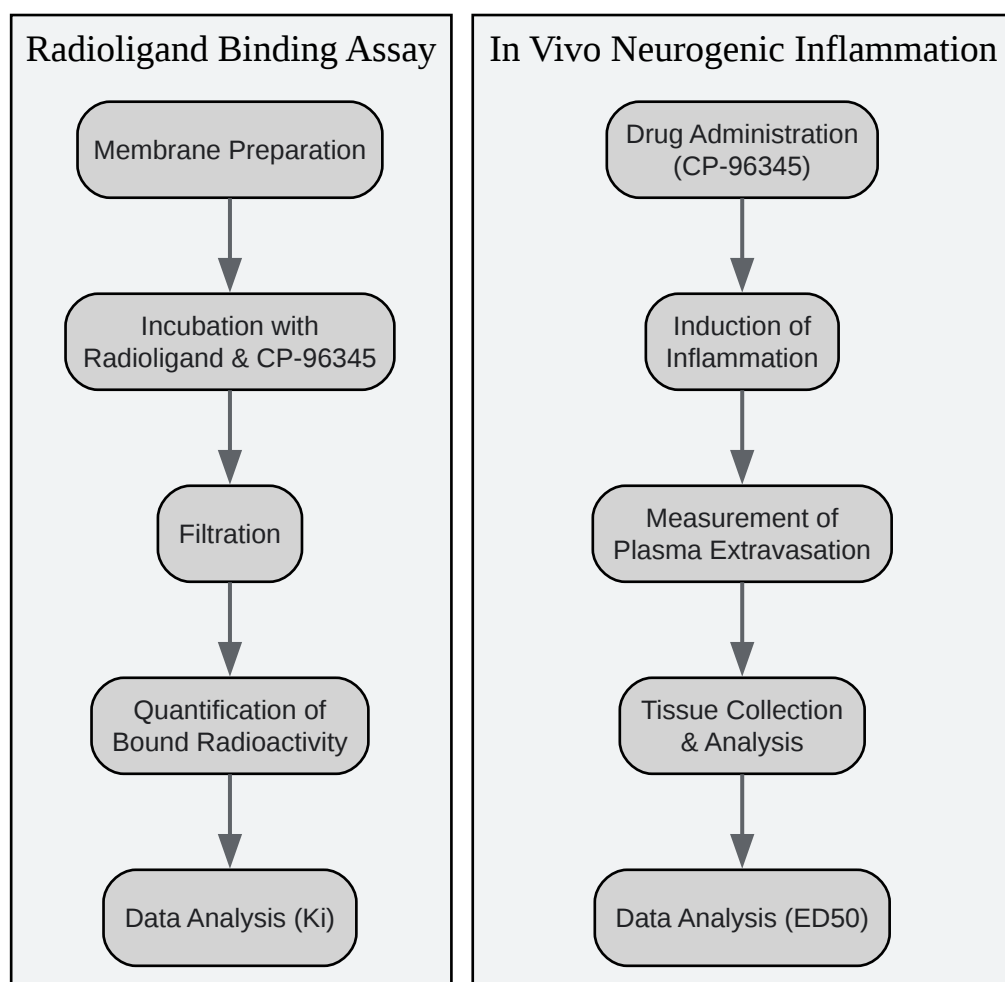 Radioligand Binding Assay
Membrane Preparation
Incubation with
Radioligand & CP-96345
Filtration
Quantification of
Bound Radioactivity
Data Analysis (Ki)
In Vivo Neurogenic Inflammation
Drug Administration
(CP-96345)
Induction of
Inflammation
Measurement of
Plasma Extravasation
Tissue Collection
& Analysis
Data Analysis (ED50)